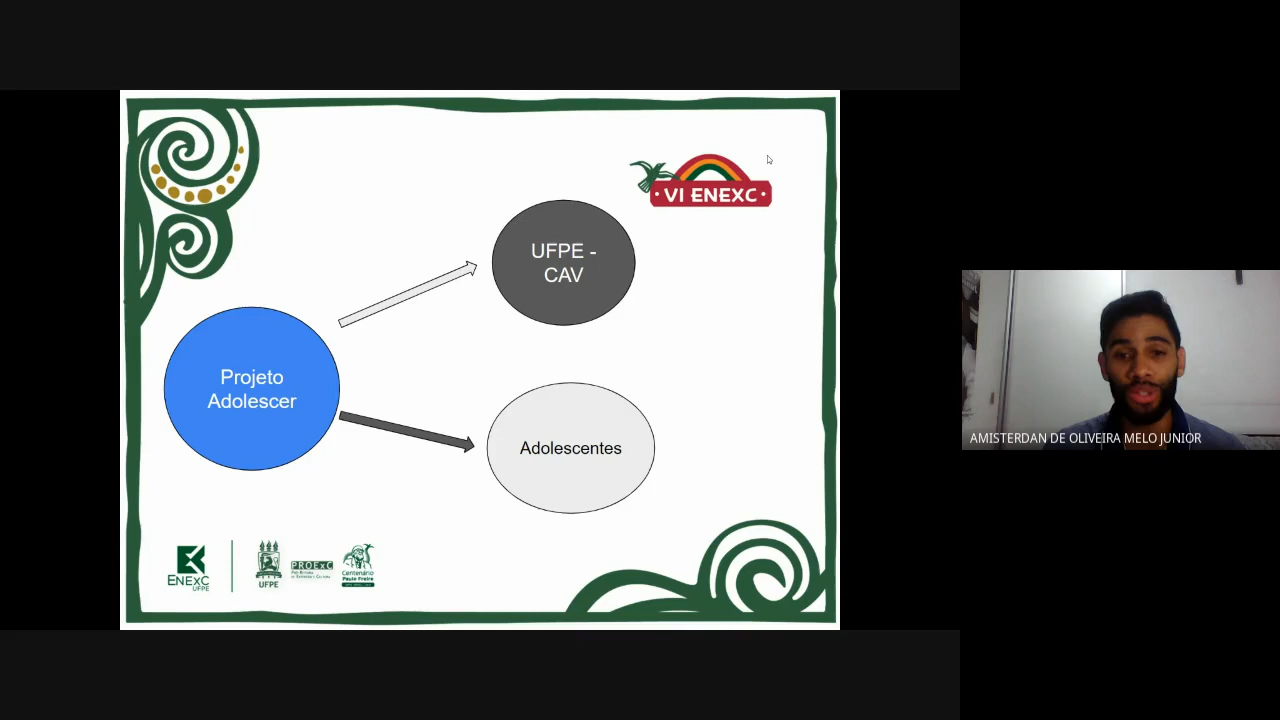 · VI ENEXC ·
UFPE -
CAV
Projeto
Adolescer
Adolescentes
AMISTERDAN DE OLIVEIRA MELO JUNIOR
ENEXC
UFPE
UFPE
PROExC
Centenário
Paulo Freire